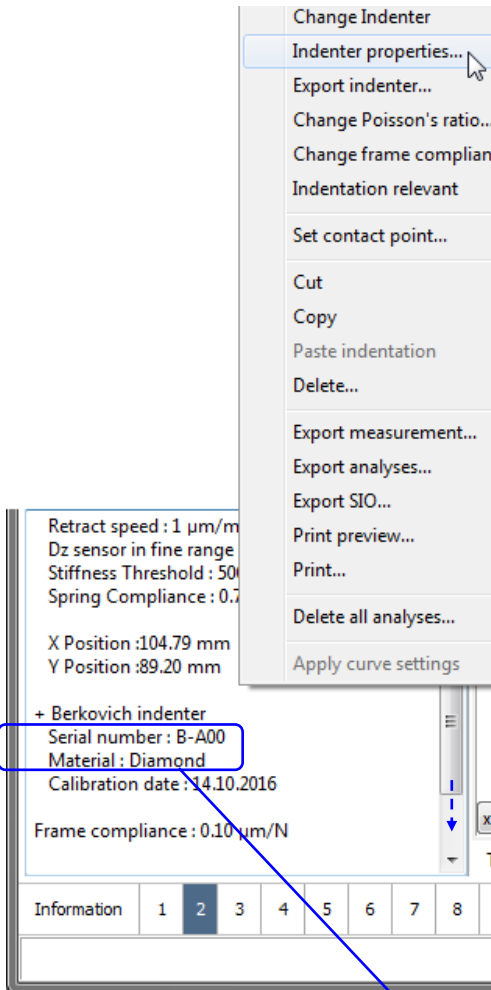 Change Indenter
Indenter properties...
Export indenter...
Change Poisson's ratio...
Change frame complian
Indentation relevant
Set contact point...
Cut
Copy
Paste indentation
Delete...
Export measurement...
Export analyses...
Export SIO...
Print preview...
Print...
Delete all analyses...
Apply curve settings
Retract speed : 1 µm/m
Dz sensor in fine range
Stiffness Threshold : 50
Spring Compliance : 0.7
X Position :104.79 mm
Y Position :89.20 mm
+ Berkovich indenter
Serial number : B-A00
Material : Diamond
Calibration date : 14.10.2016
Frame compliance : 0.10 µm/N
x
Information 1 2 3 4 5 6 7 8